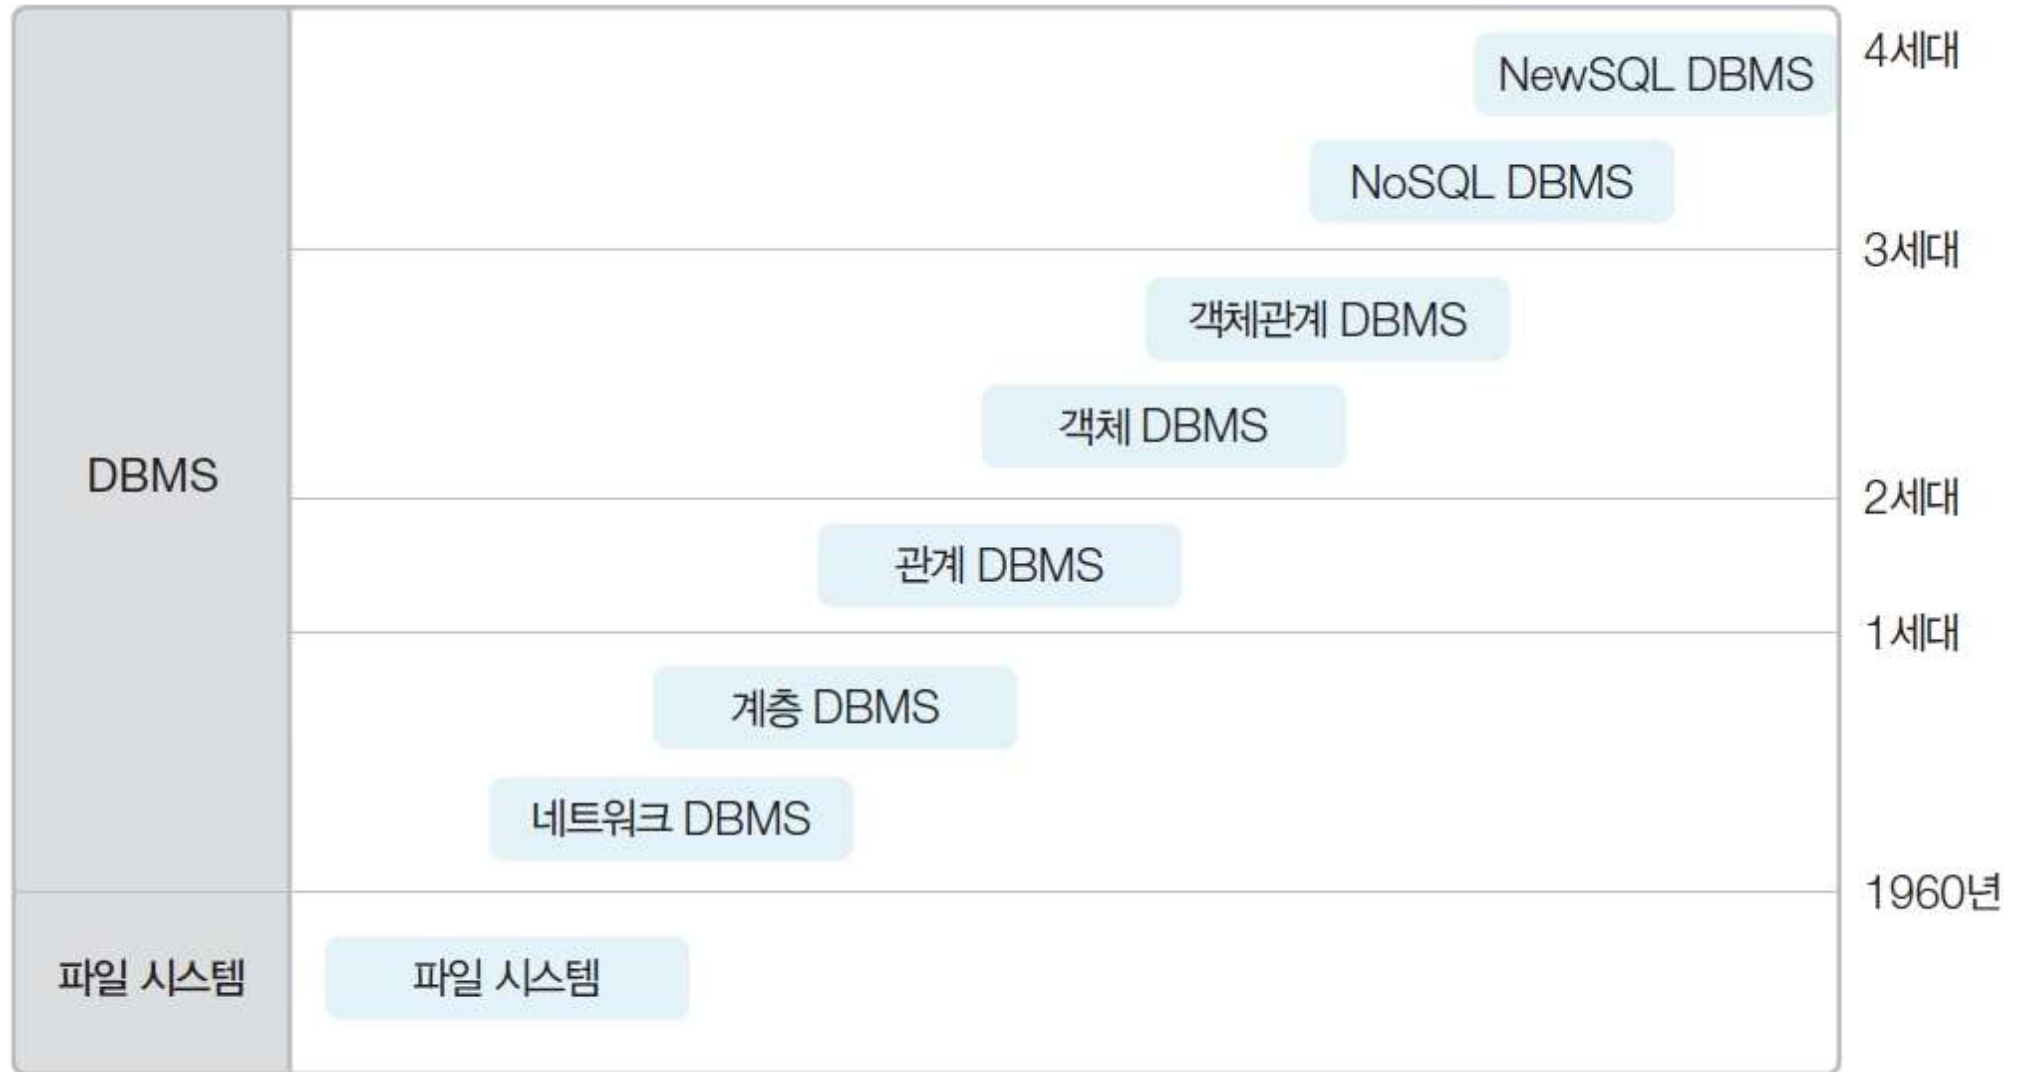 4세대
NewSQL DBMS
NoSQL DBMS
3세대
객체관계 DBMS
객체 DBMS
DBMS
2세대
관계 DBMS
1세대
계층 DBMS
네트워크 DBMS
1960년
파일 시스템
파일 시스템